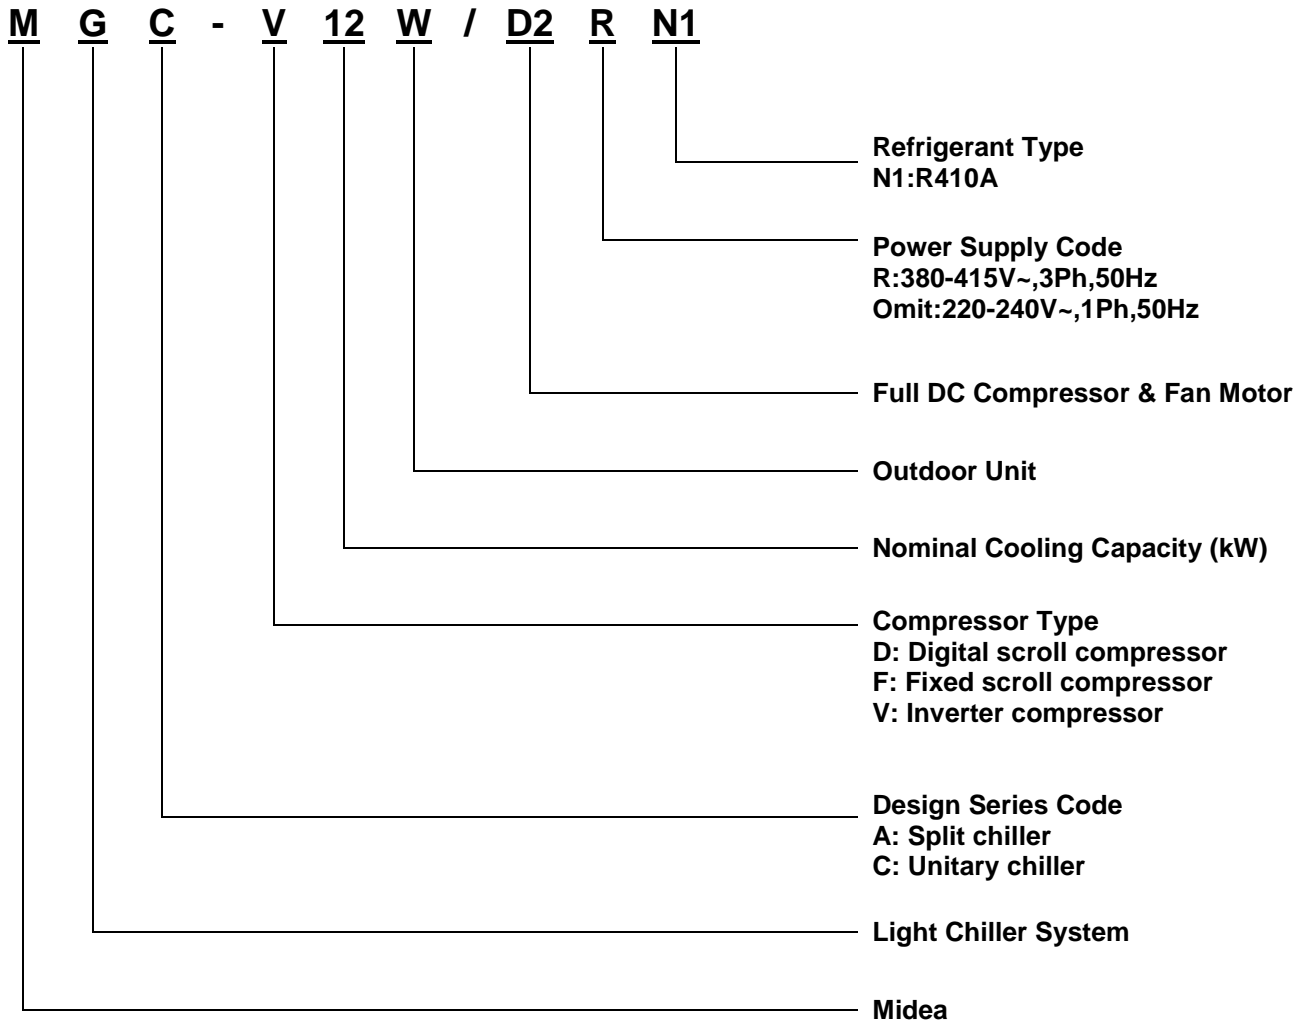 M G C - V 12 W / D2 R N1
Refrigerant Type
N1:R410A
Power Supply Code
R:380-415V~,3Ph,50Hz
Omit:220-240V~,1Ph,50Hz
Full DC Compressor & Fan Motor
Outdoor Unit
Nominal Cooling Capacity (kW)
Compressor Type
D: Digital scroll compressor
F: Fixed scroll compressor
V: Inverter compressor
Design Series Code
A: Split chiller
C: Unitary chiller
Light Chiller System
Midea